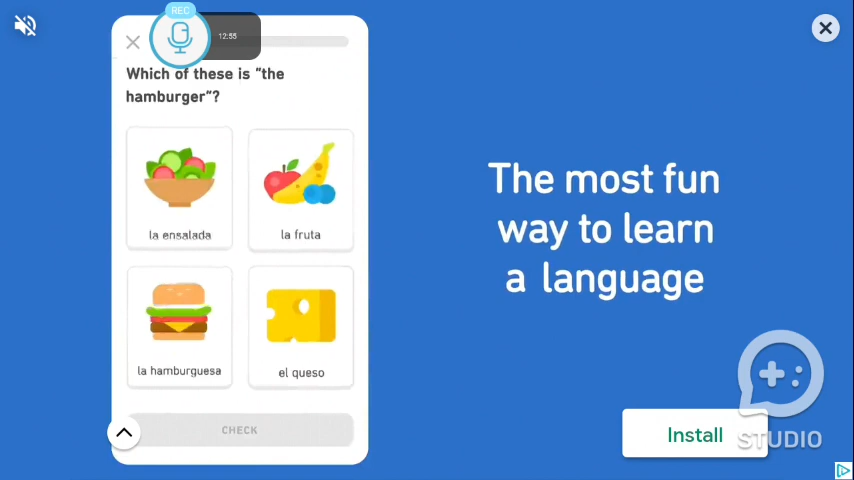 REC
12:55
Which of these is "the
hamburger"?
la ensalada
la fruta
la hamburguesa
el queso
CHECK
The most fun
way to learn
a language
Install
STUDIO